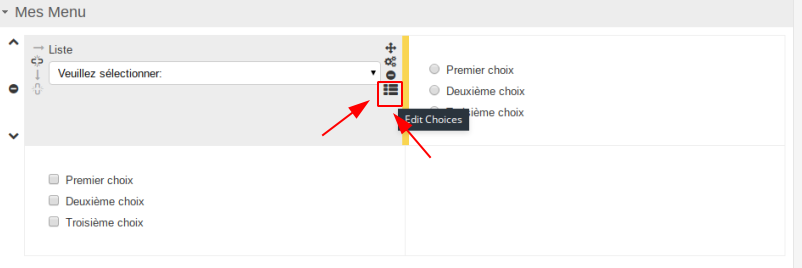 Mes Menu
Liste
Veuillez sélectionner:
Premier choix
Deuxième choix
Troisième choix
Edit Choices
Premier choix
Deuxième choix
Troisième choix